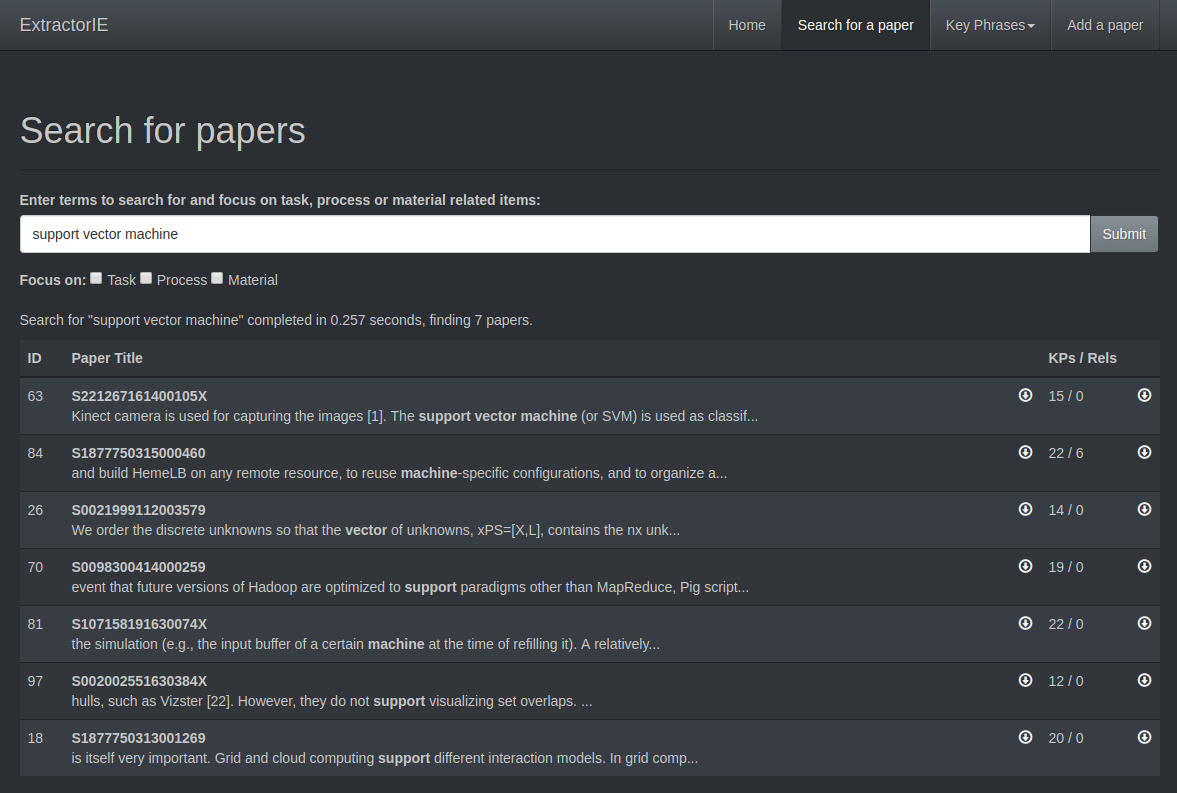 ExtractorIE Home Search for a paper Key Phrases Add a paper
Search for papers
Enter terms to search for and focus on task, process or material related items:
support vector machine Submit
Focus on: Task Process Material
Search for "support vector machine" completed in 0.257 seconds, finding 7 papers.
ID Paper Title KPs / Rels
63 S221267161400105X 15 / 0
Kinect camera is used for capturing the images [1]. The support vector machine (or SVM) is used as classif...
84 S1877750315000460 22 / 6
and build HemeLB on any remote resource, to reuse machine-specific configurations, and to organize a...
26 S0021999112003579 14 / 0
We order the discrete unknowns so that the vector of unknowns, xPS=[X,L], contains the nx unk...
70 S0098300414000259 19 / 0
event that future versions of Hadoop are optimized to support paradigms other than MapReduce, Pig script...
81 S107158191630074X 22 / 0
the simulation (e.g., the input buffer of a certain machine at the time of refilling it). A relatively...
97 S002002551630384X 12 / 0
hulls, such as Vizster [22]. However, they do not support visualizing set overlaps. ...
18 S1877750313001269 20 / 0
is itself very important. Grid and cloud computing support different interaction models. In grid comp...